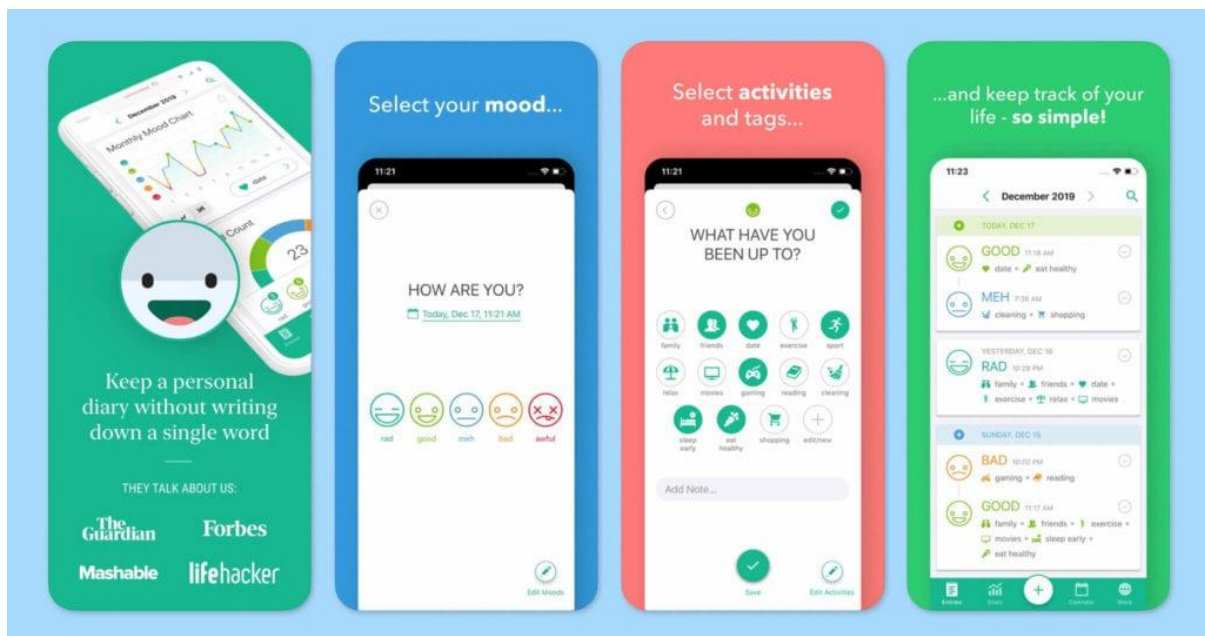 December 2019
Monthly Mood Chart
date
Count
23
rad
Keep a personal
diary without writing
down a single word
THEY TALK ABOUT US:
The Guardian
Forbes
Mashable
lifehacker
Select your mood...
11:21
HOW ARE YOU?
Today, Dec 17, 11:21 AM
rad good meh bad awful
Edit Moods
Select activities
and tags...
11:21
WHAT HAVE YOU
BEEN UP TO?
family friends date exercise sport
relax movies gaming reading cleaning
sleep early eat healthy shopping edit/new
Add Note...
Save
Edit Activities
...and keep track of your
life - so simple!
11:23
December 2019
TODAY, DEC 17
GOOD 11:18 AM
date • eat healthy
MEH 7:36 AM
cleaning • shopping
YESTERDAY, DEC 16
RAD 10:28 PM
family • friends • date •
exercise • relax • movies
SUNDAY, DEC 15
BAD 10:02 PM
gaming • reading
GOOD 11:17 AM
family • friends • exercise •
movies • sleep early •
eat healthy
Entries Stats Calendar More